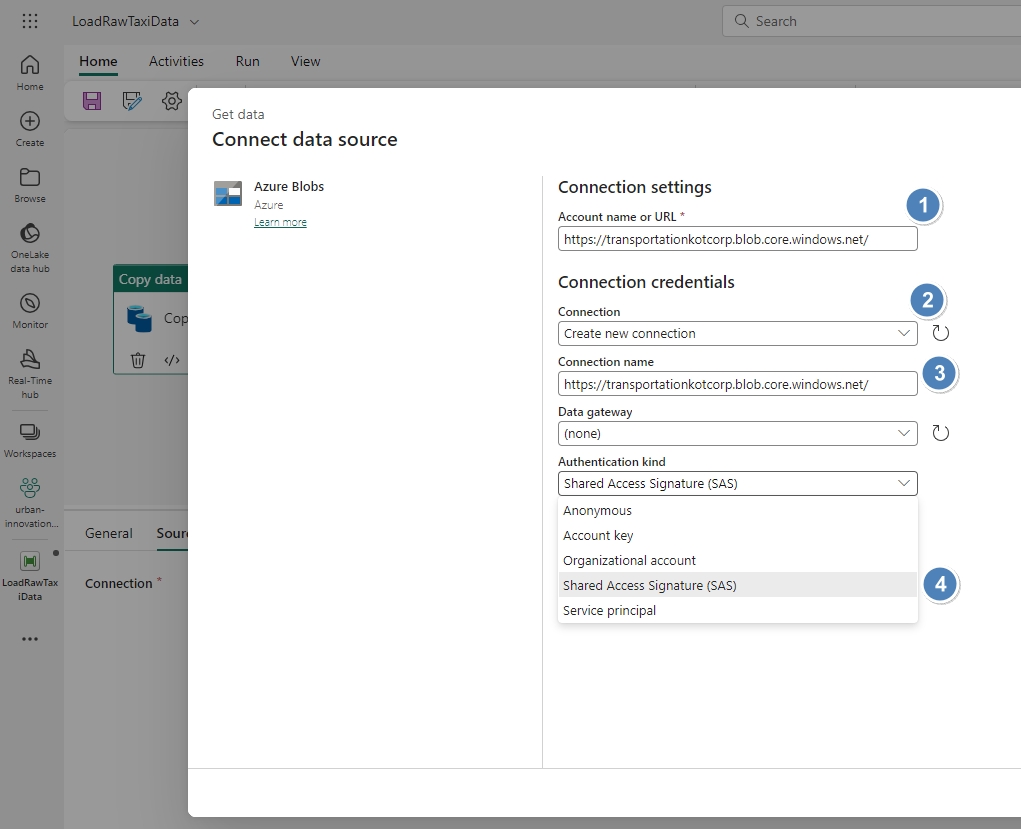 LoadRawTaxiData
Search
Home
Activities
Run
View
Home
Create
Browse
OneLake
data hub
Monitor
Real-Time
hub
Workspaces
urban-
innovation...
LoadRawTax
iData
Copy data
Cop
General
Sour
Connection *
Get data
Connect data source
Azure Blobs
Azure
Learn more
Connection settings
1
Account name or URL *
https://transportationkotcorp.blob.core.windows.net/
Connection credentials
2
Connection
Create new connection
Connection name
3
https://transportationkotcorp.blob.core.windows.net/
Data gateway
(none)
Authentication kind
Shared Access Signature (SAS)
Anonymous
Account key
Organizational account
Shared Access Signature (SAS)
4
Service principal